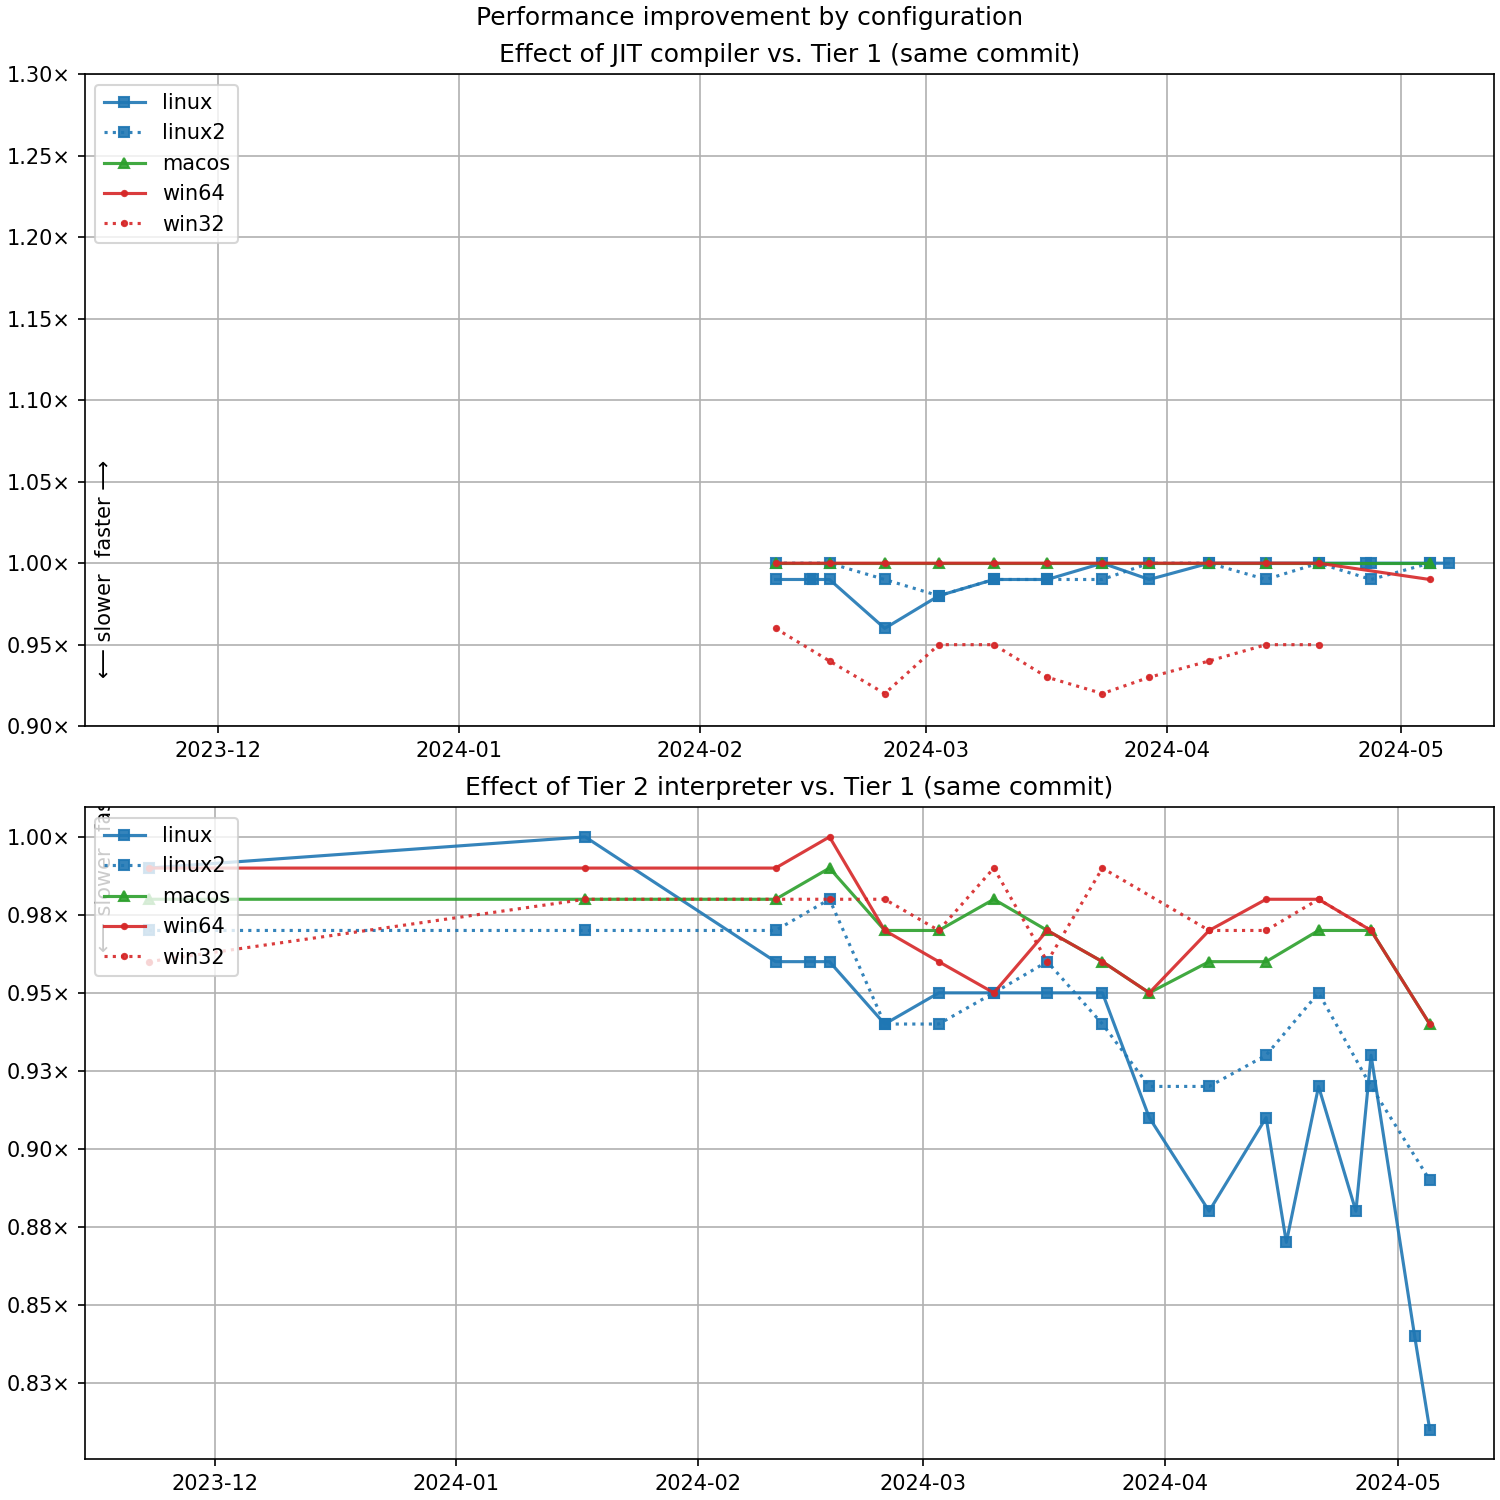 Performance improvement by configuration
Effect of JIT compiler vs. Tier 1 (same commit)
1.30×
1.25×
1.20×
1.15×
1.10×
1.05×
1.00×
0.95×
0.90×
linux
linux2
macos
win64
win32
← slower faster →
2023-12
2024-01
2024-02
2024-03
2024-04
2024-05
Effect of Tier 2 interpreter vs. Tier 1 (same commit)
1.00×
0.98×
0.95×
0.93×
0.90×
0.88×
0.85×
0.83×
linux
linux2
macos
win64
win32
← slower fas
2023-12
2024-01
2024-02
2024-03
2024-04
2024-05